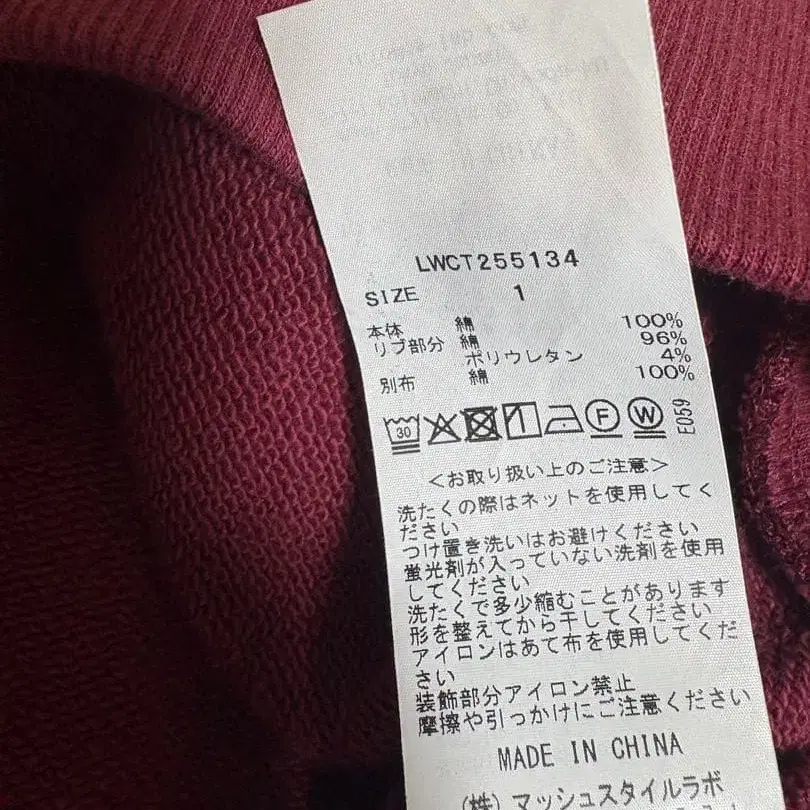 LWCT255134
SIZE 1
本体 綿 100%
リブ部分 綿 96%
ポリウレタン 4%
別布 綿 100%
30 F W E059
＜お取り扱い上のご注意＞
洗たくの際はネットを使用してく
ださい
つけ置き洗いはお避けください
蛍光剤が入っていない洗剤を使用
してください
洗たくで多少縮むことがあります
形を整えてから干してください
アイロンはあて布を使用してくだ
さい
装飾部分アイロン禁止
摩擦や引っかけにご注意ください
MADE IN CHINA
(株)マッシュスタイルラボ